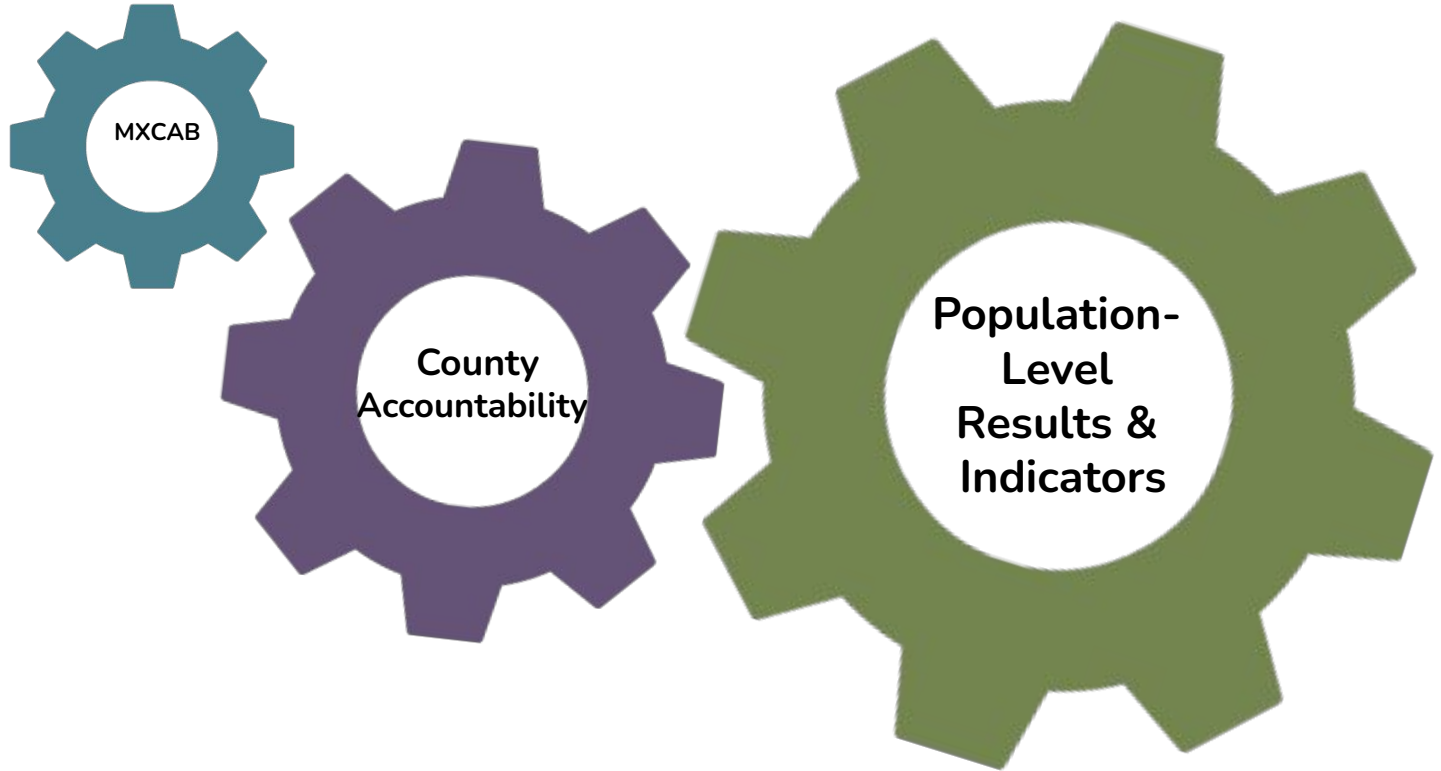 MXCAB
County
Accountability
Population-
Level
Results &
Indicators